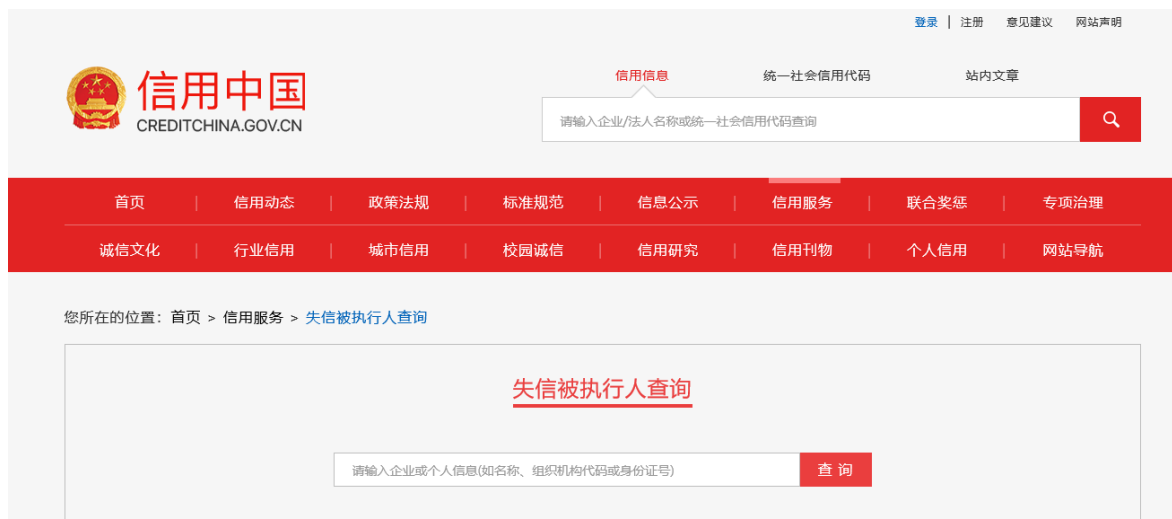 登录 | 注册 意见建议 网站声明
信用中国
CREDITCHINA.GOV.CN
信用信息 统一社会信用代码 站内文章
请输入企业/法人名称或统一社会信用代码查询
首页 | 信用动态 | 政策法规 | 标准规范 | 信息公示 | 信用服务 | 联合奖惩 | 专项治理
诚信文化 | 行业信用 | 城市信用 | 校园诚信 | 信用研究 | 信用刊物 | 个人信用 | 网站导航
您所在的位置：首页 > 信用服务 > 失信被执行人查询
失信被执行人查询
请输入企业或个人信息(如名称、组织机构代码或身份证号) 查 询